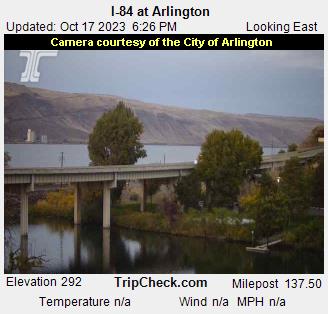 I-84 at Arlington
Updated: Oct 17 2023 6:26 PM Looking East
Camera courtesy of the City of Arlington
Elevation 292 TripCheck.com Milepost 137.50
Temperature n/a Wind n/a MPH n/a